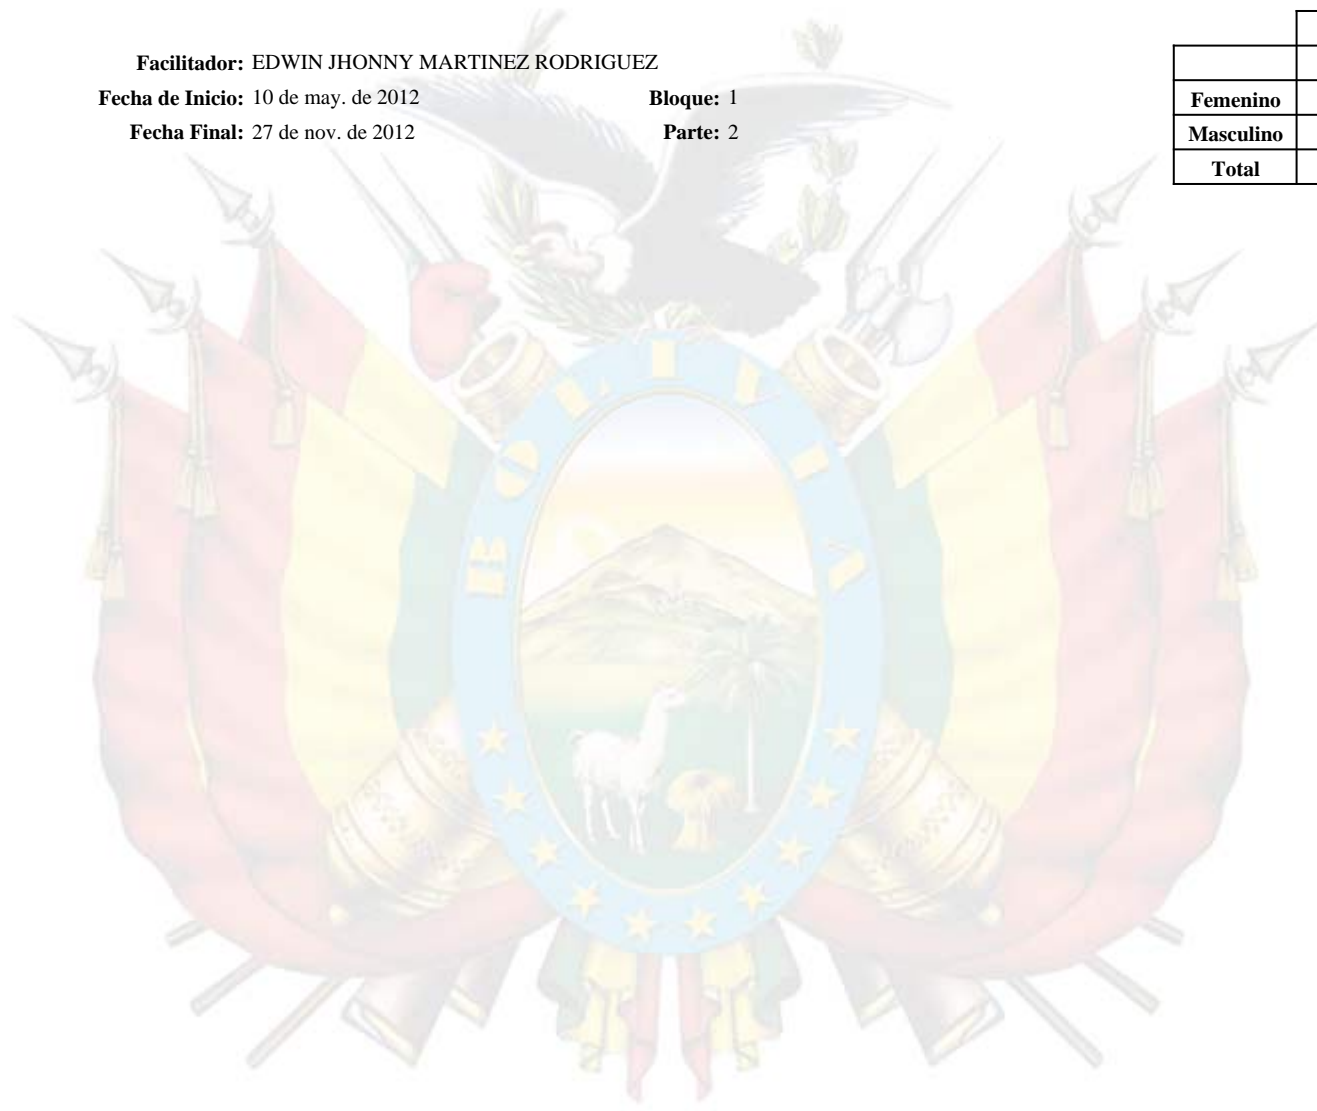 Facilitador: EDWIN JHONNY MARTINEZ RODRIGUEZ
Fecha de Inicio: 10 de may. de 2012 Bloque: 1
Fecha Final: 27 de nov. de 2012 Parte: 2
Femenino
Masculino
Total
BOLIVIA